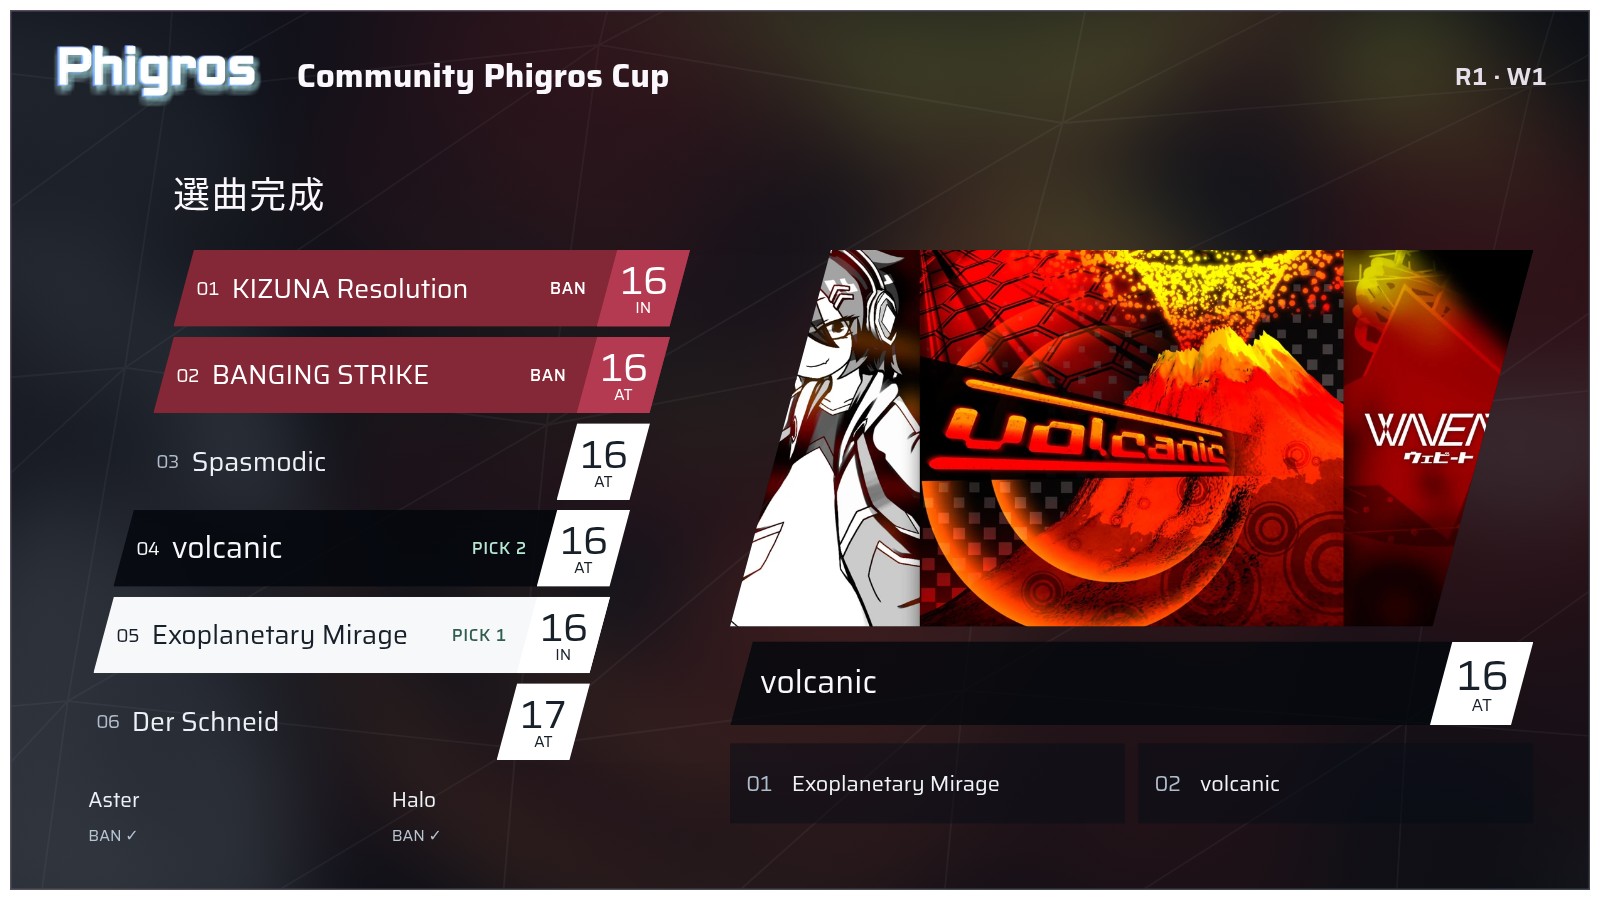 Phigros Community Phigros Cup R1 · W1
選曲完成
01 KIZUNA Resolution BAN 16 IN
02 BANGING STRIKE BAN 16 AT
03 Spasmodic 16 AT
04 volcanic PICK 2 16 AT
05 Exoplanetary Mirage PICK 1 16 IN
06 Der Schneid 17 AT
Aster Halo
BAN ✓ BAN ✓
volcanic
ウェビート
volcanic 16 AT
01 Exoplanetary Mirage 02 volcanic